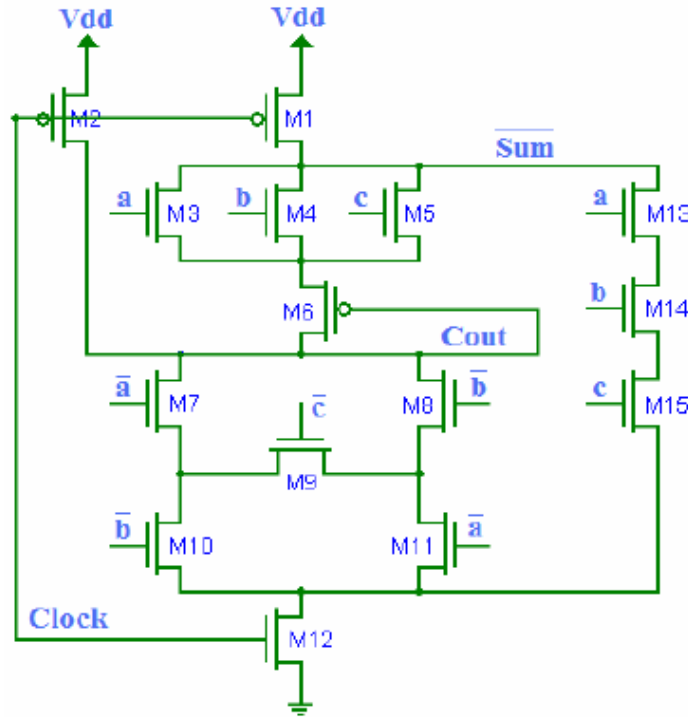 Vdd Vdd
M2 M1
S̅u̅m̅
a M3 b M4 c M5 a M13
M6 b M14
Cout
a̅ M7 c̅ M8 b̅ c M15
M9
b̅ M10 M11 a̅
Clock M12